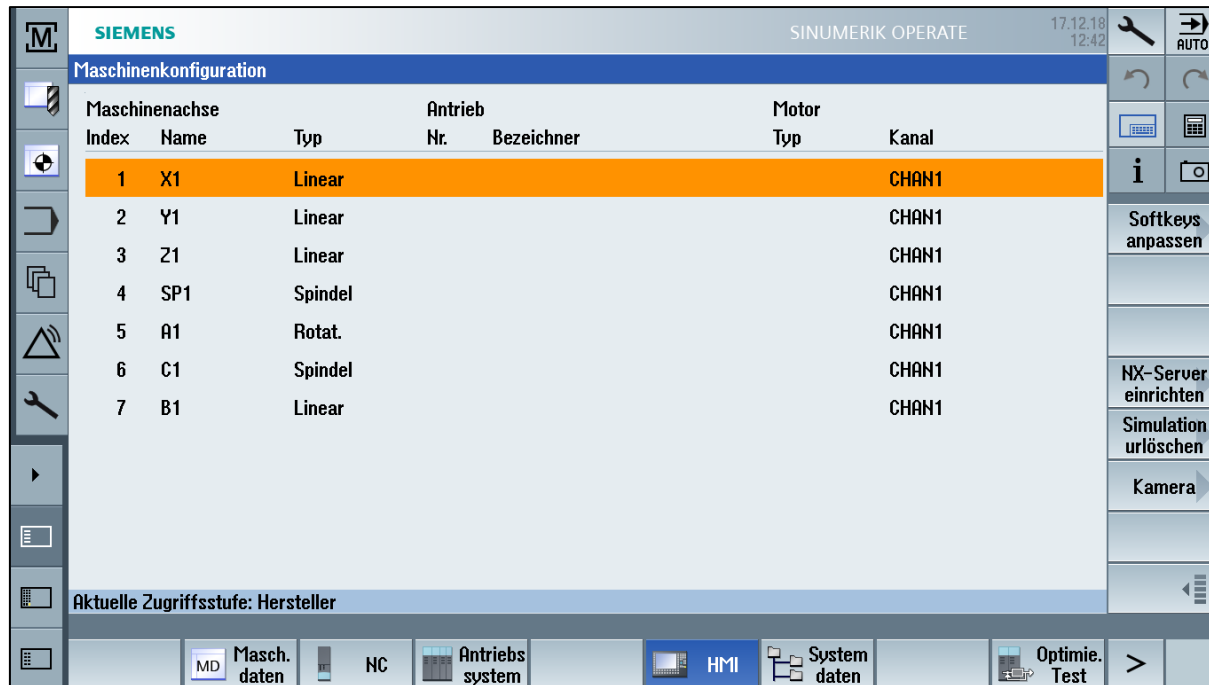 M
SIEMENS
SINUMERIK OPERATE
17.12.18
12:42
AUTO
Maschinenkonfiguration
Maschinenachse Antrieb Motor
Index Name Typ Nr. Bezeichner Typ Kanal
1 X1 Linear CHAN1
2 Y1 Linear CHAN1
3 Z1 Linear CHAN1
4 SP1 Spindel CHAN1
5 A1 Rotat. CHAN1
6 C1 Spindel CHAN1
7 B1 Linear CHAN1
i
Softkeys
anpassen
NX-Server
einrichten
Simulation
urlöschen
Kamera
Aktuelle Zugriffsstufe: Hersteller
MD
Masch.
daten
NC
Antriebs
system
HMI
System
daten
Optimie.
Test
>